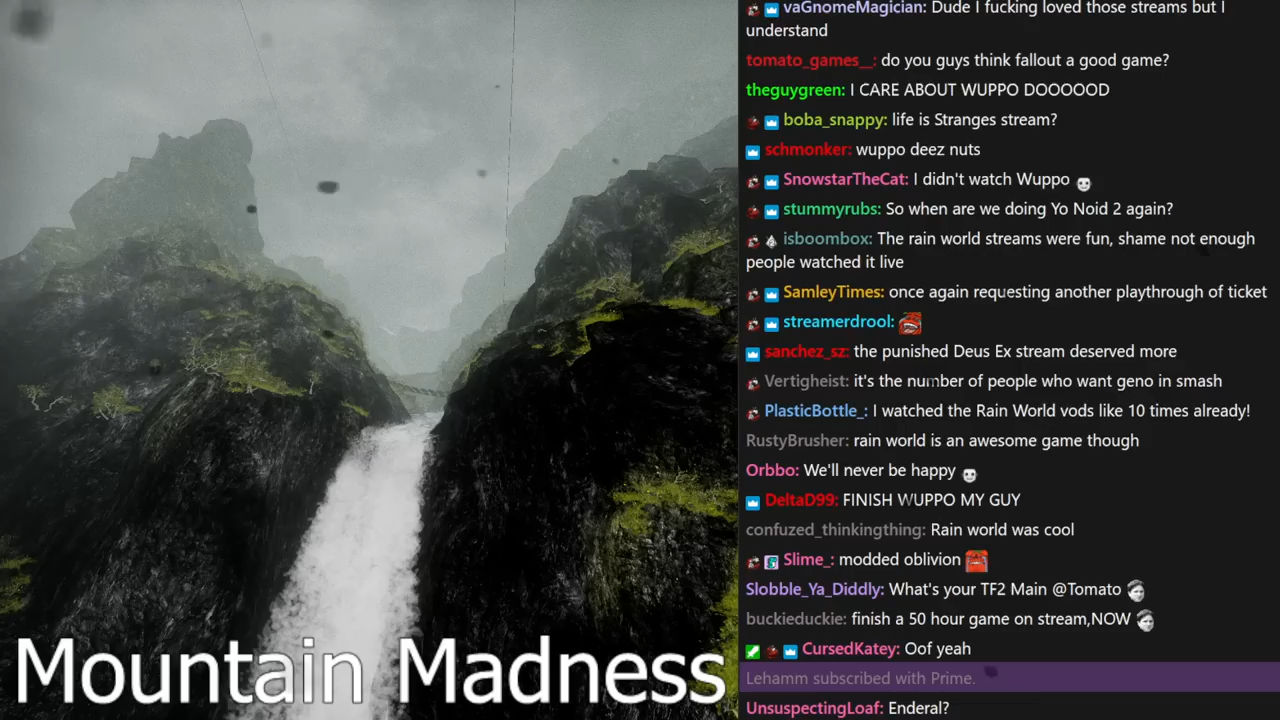 vaGnomeMagician: Dude I fucking loved those streams but I
understand
tomato_games__: do you guys think fallout a good game?
theguygreen: I CARE ABOUT WUPPO DOOOOOD
boba_snappy: life is Stranges stream?
schmonker: wuppo deez nuts
SnowstarTheCat: I didn't watch Wuppo
stummyrubs: So when are we doing Yo Noid 2 again?
isboombox: The rain world streams were fun, shame not enough
people watched it live
SamleyTimes: once again requesting another playthrough of ticket
streamerdrool:
sanchez_sz: the punished Deus Ex stream deserved more
Vertigheist: it's the number of people who want geno in smash
PlasticBottle_: I watched the Rain World vods like 10 times already!
RustyBrusher: rain world is an awesome game though
Orbbo: We'll never be happy
DeltaD99: FINISH WUPPO MY GUY
confuzed_thinkingthing: Rain world was cool
Slime_: modded oblivion
Slobble_Ya_Diddly: What's your TF2 Main @Tomato
buckieduckie: finish a 50 hour game on stream,NOW
CursedKatey: Oof yeah
Lehamm subscribed with Prime.
UnsuspectingLoaf: Enderal?
Mountain Madness